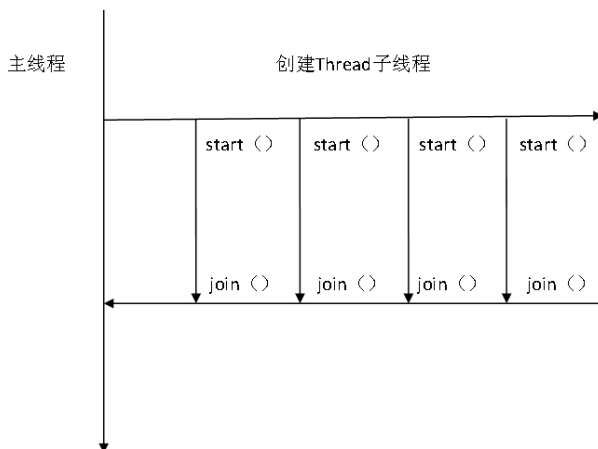 主线程 创建Thread子线程
start（） start（） start（） start（）
join（） join（） join（） join（）